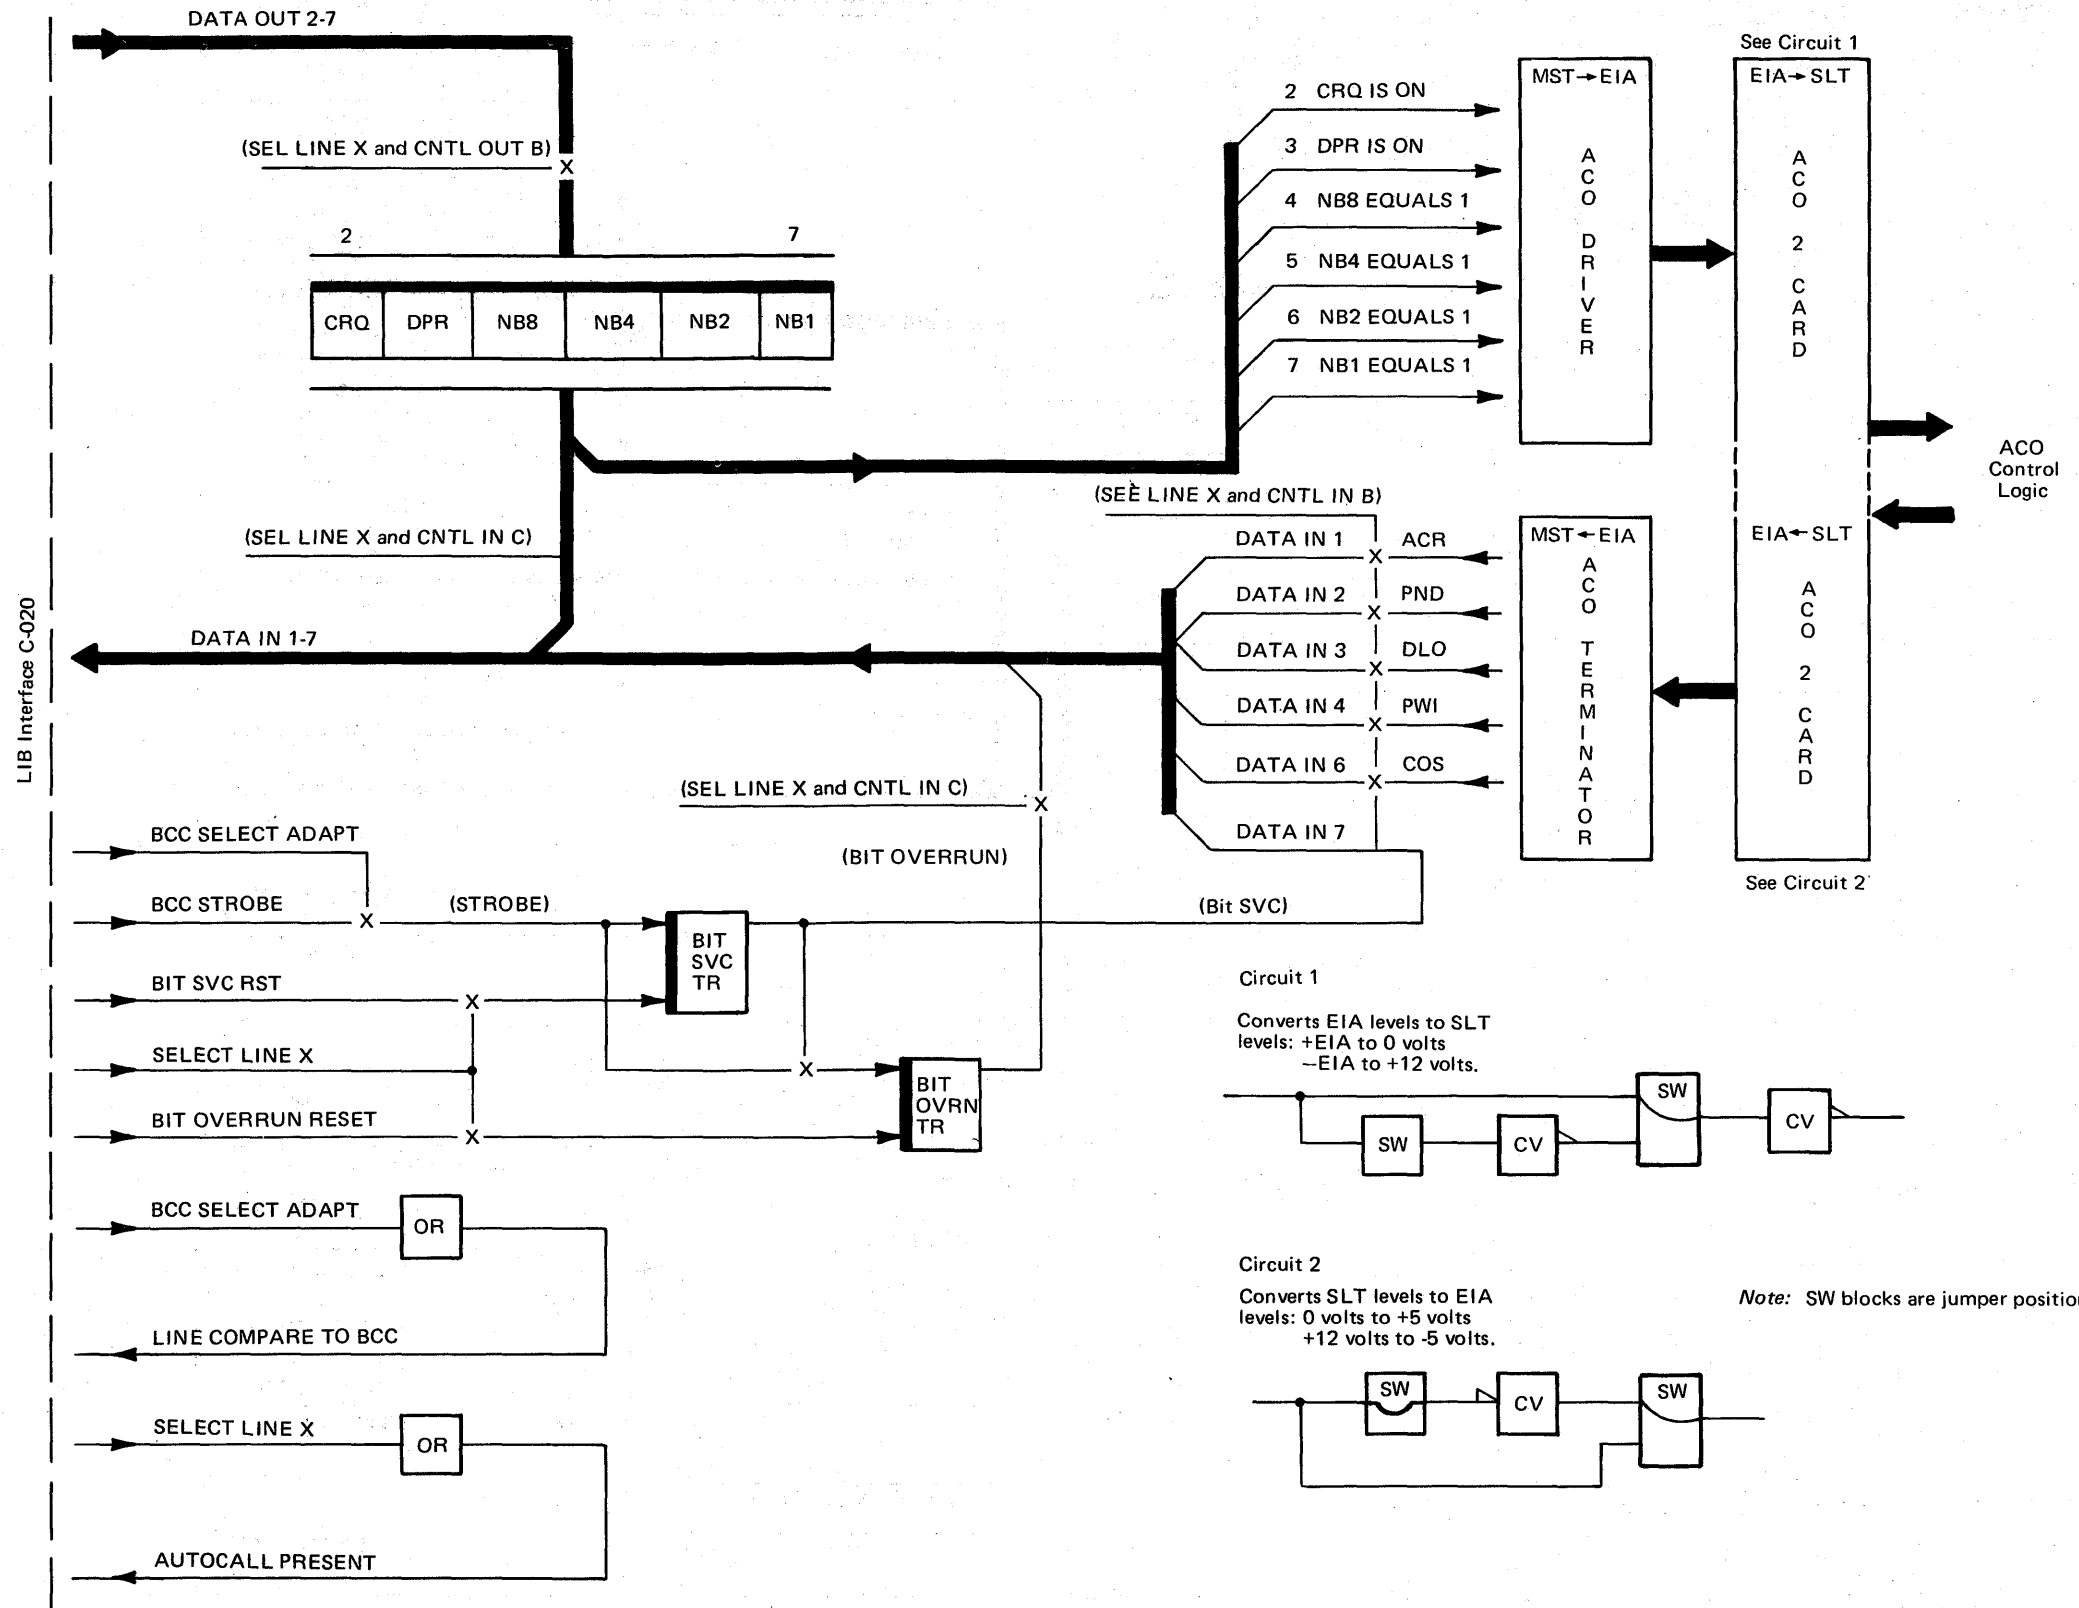 DATA OUT 2-7
(SEL LINE X and CNTL OUT B)
X
2 7
CRQ DPR NB8 NB4 NB2 NB1
(SEL LINE X and CNTL IN C)
DATA IN 1-7
LIB Interface C-020
2 CRQ IS ON
3 DPR IS ON
4 NB8 EQUALS 1
5 NB4 EQUALS 1
6 NB2 EQUALS 1
7 NB1 EQUALS 1
MST→EIA
ACO DRIVER
See Circuit 1
EIA→SLT
ACO 2 CARD
ACO
Control
Logic
(SEE LINE X and CNTL IN B)
DATA IN 1 X ACR
DATA IN 2 X PND
DATA IN 3 X DLO
DATA IN 4 X PWI
DATA IN 6 X COS
DATA IN 7
MST←EIA
ACO TERMINATOR
EIA←SLT
ACO 2 CARD
See Circuit 2
(SEL LINE X and CNTL IN C)
X
(BIT OVERRUN)
BCC SELECT ADAPT
BCC STROBE X (STROBE)
(Bit SVC)
BIT
SVC
TR
BIT SVC RST X
SELECT LINE X
X
BIT
OVRN
TR
BIT OVERRUN RESET X
BCC SELECT ADAPT OR
LINE COMPARE TO BCC
SELECT LINE X OR
AUTOCALL PRESENT
Circuit 1
Converts EIA levels to SLT
levels: +EIA to 0 volts
—EIA to +12 volts.
SW CV SW CV
Circuit 2
Converts SLT levels to EIA
levels: 0 volts to +5 volts
+12 volts to -5 volts.
SW CV SW
Note: SW blocks are jumper